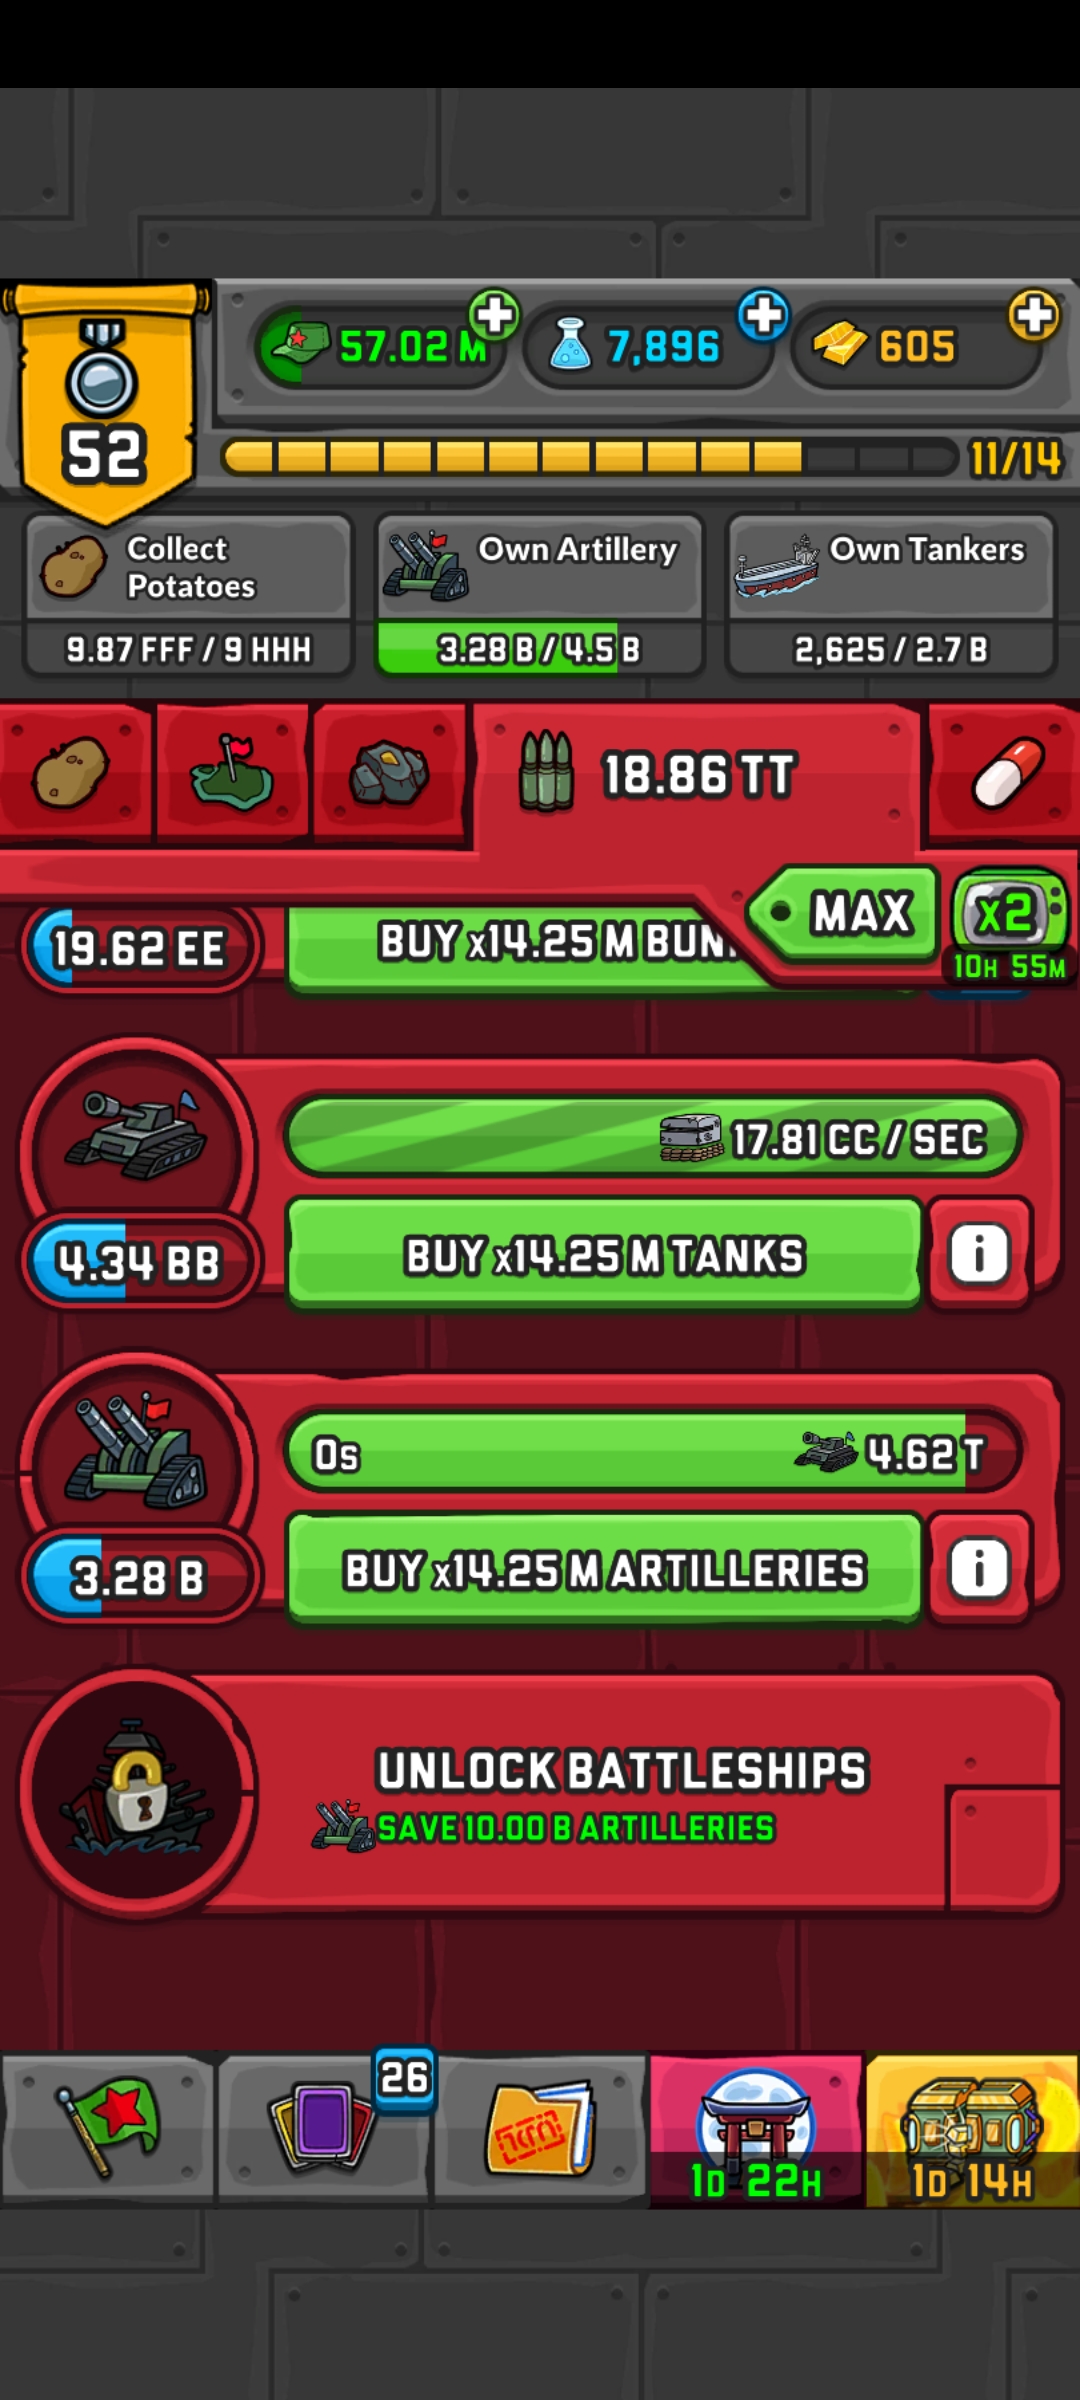 57.02 M
7,896
605
52
11/14
Collect
Potatoes
9.87 FFF / 9 HHH
Own Artillery
3.28 B / 4.5 B
Own Tankers
2,625 / 2.7 B
18.86 TT
MAX
x2
10H 55M
19.62 EE
BUY x14.25 M BUN
17.81 CC / SEC
4.34 BB
BUY x14.25 M TANKS
i
0s
4.62 T
3.28 B
BUY x14.25 M ARTILLERIES
i
UNLOCK BATTLESHIPS
SAVE 10.00 B ARTILLERIES
26
1D 22H
1D 14H